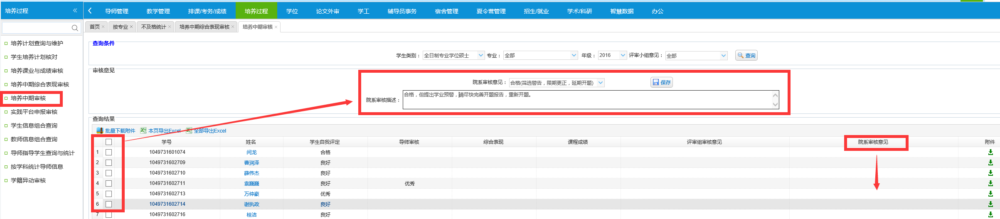 培养过程
导师管理 教学管理 排课/考务/成绩 培养过程 学位 论文外审 学工 辅导员事务 宿舍管理 夏令营管理 招生/就业 学术/科研 智慧数据 办公
首页 按专业 不及格统计 培养中期综合表现审核 培养中期审核
培养计划查询与维护
学生培养计划核对
培养课业与成绩审核
培养中期综合表现审核
培养中期审核
实践平台申报审核
学生信息组合查询
教师信息组合查询
导师指导学生查询与统计
按学科统计导师信息
学籍异动审核
查询条件
学生类别： 全日制专业学位硕士 专业： 全部 年级： 2016 评审小组意见： 全部 查询
审核意见
院系审核意见： 合格(筛选警告，限期更正，延期开题) 保存
院系审核描述： 合格，但提出学业预警，请尽快完善开题报告，重新开题。
查询结果
批量下载附件 本页导出Excel 全部导出Excel
学号 姓名 学生自我评定 导师审核 综合表现 课程成绩 评审组审核意见 院系审核意见 附件
1 1049731601074 闫龙 合格
2 1049731602709 曹润泽 良好
3 1049731602710 薛伟杰 良好
4 1049731602711 袁巍巍 良好 优秀
5 1049731602713 万仲豪 优秀
6 1049731602714 谢执政 良好
7 1049731602716 桂洁 良好